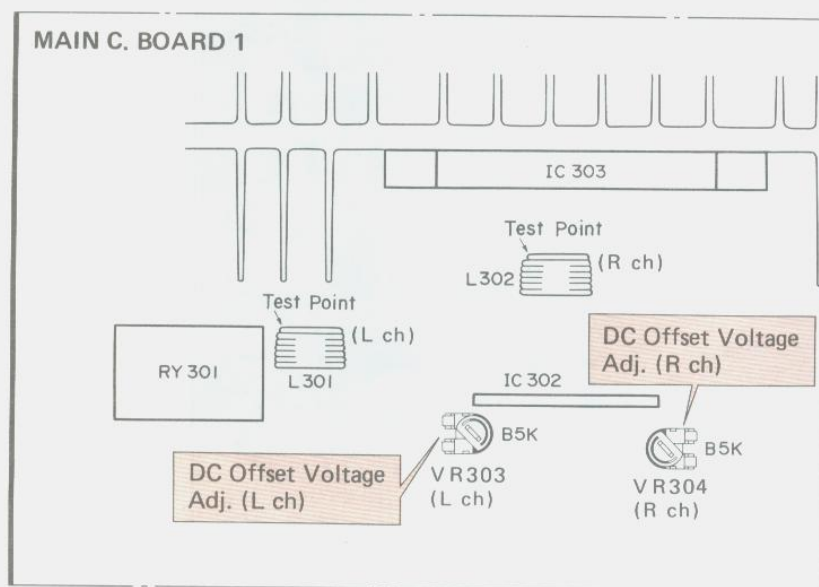 MAIN C. BOARD 1
IC 303
Test Point
(R ch)
L302
Test Point
(L ch)
L301
RY 301
DC Offset Voltage
Adj. (R ch)
IC 302
B5K
VR303
(L ch)
B5K
VR304
(R ch)
DC Offset Voltage
Adj. (L ch)